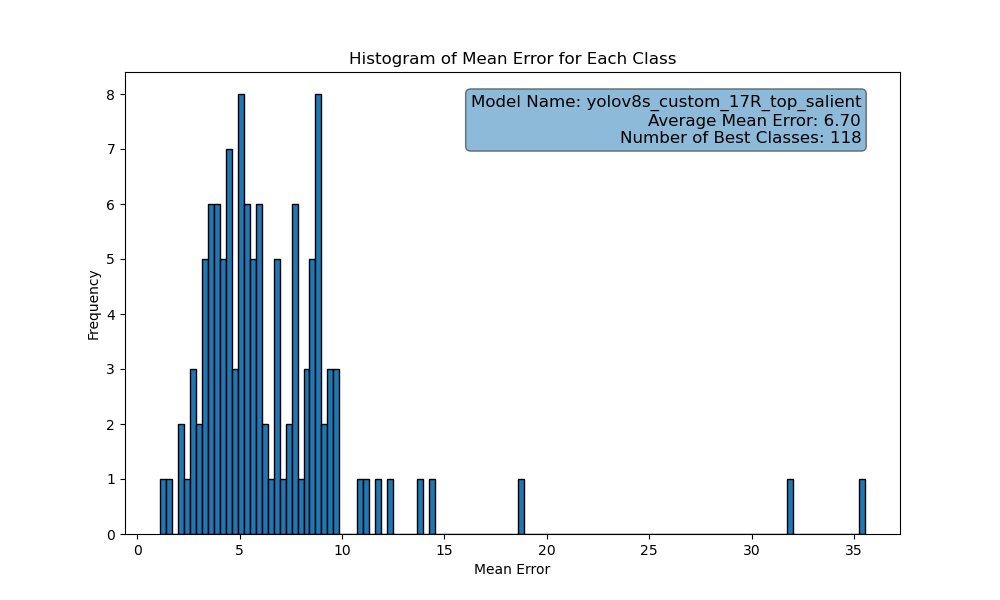 Histogram of Mean Error for Each Class
Model Name: yolov8s_custom_17R_top_salient
Average Mean Error: 6.70
Number of Best Classes: 118
8
7
6
5
4
3
2
1
0
Frequency
0 5 10 15 20 25 30 35
Mean Error